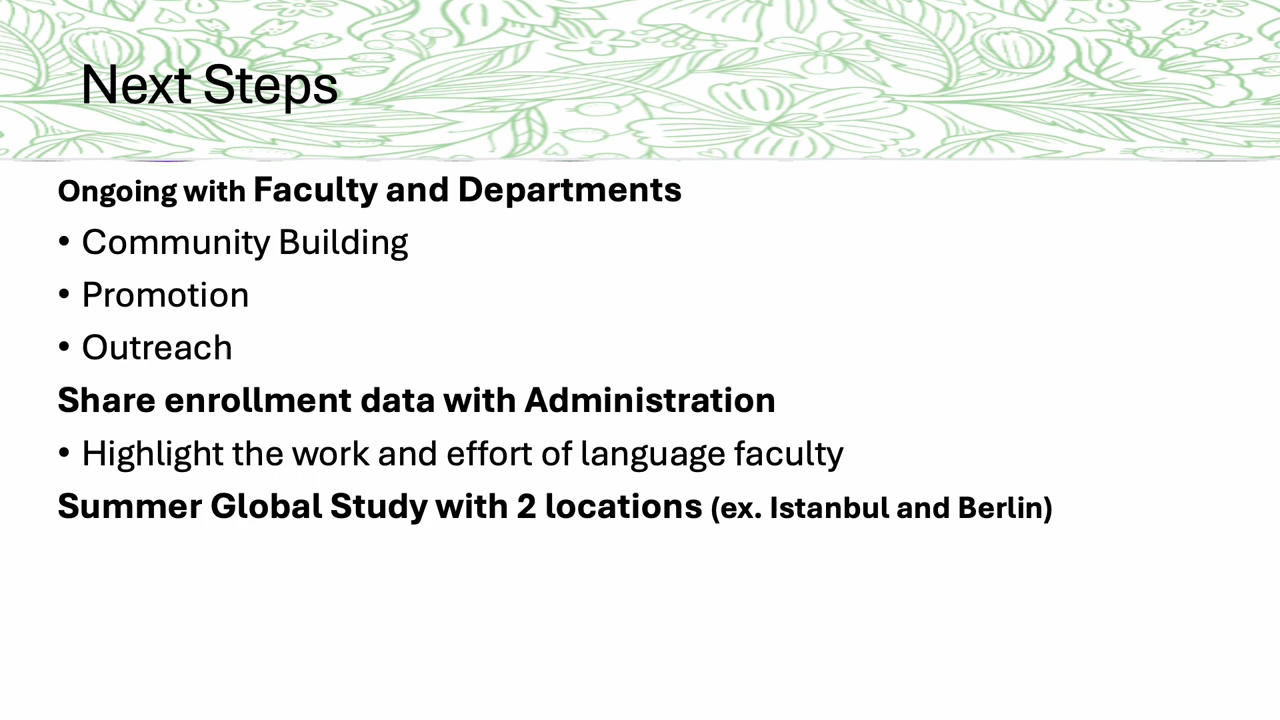 Next Steps
Ongoing with Faculty and Departments
• Community Building
• Promotion
• Outreach
Share enrollment data with Administration
• Highlight the work and effort of language faculty
Summer Global Study with 2 locations (ex. Istanbul and Berlin)